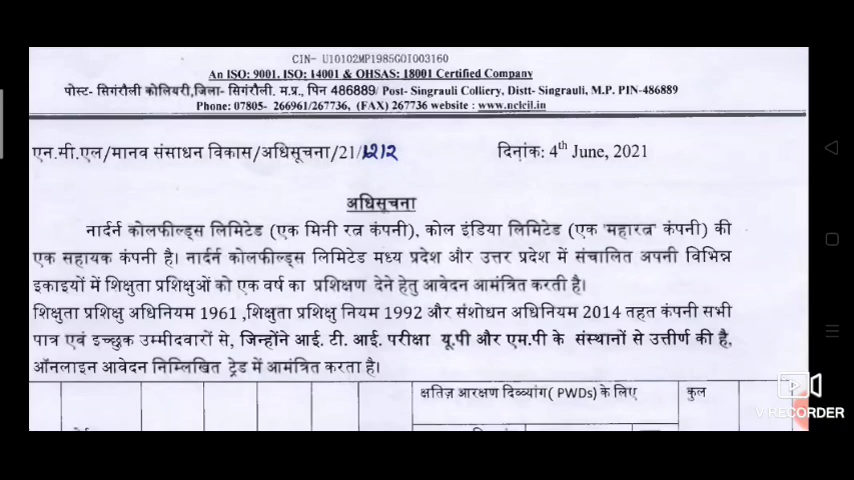 CIN- U10102MP1985GOI003160
An ISO: 9001, ISO: 14001 & OHSAS: 18001 Certified Company
पोस्ट- सिगंरौली कोलियरी,जिला- सिगंरौली. म.प्र., पिन 486889/ Post- Singrauli Colliery, Distt- Singrauli, M.P. PIN-486889
Phone: 07805- 266961/267736, (FAX) 267736 website : www.nclcil.in
एन.सी.एल/मानव संसाधन विकास/अधिसूचना/21/1212 दिनांक: 4th June, 2021
अधिसूचना
नार्दर्न कोलफील्ड्स लिमिटेड (एक मिनी रत्न कंपनी), कोल इंडिया लिमिटेड (एक महारत्न कंपनी) की
एक सहायक कंपनी है। नार्दर्न कोलफील्ड्स लिमिटेड मध्य प्रदेश और उत्तर प्रदेश में संचालित अपनी विभिन्न
इकाइयों में शिक्षुता प्रशिक्षुओं को एक वर्ष का प्रशिक्षण देने हेतु आवेदन आमंत्रित करती है।
शिक्षुता प्रशिक्षु अधिनियम 1961 ,शिक्षुता प्रशिक्षु नियम 1992 और संशोधन अधिनियम 2014 तहत कंपनी सभी
पात्र एवं इच्छुक उम्मीदवारों से, जिन्होंने आई.टी.आई. परीक्षा यू.पी और एम.पी के संस्थानों से उत्तीर्ण की है,
ऑनलाइन आवेदन निम्लिखित ट्रेड में आमंत्रित करता है।
क्षतिज़ आरक्षण दिव्यांग( PWDs) के लिए कुल
V RECORDER